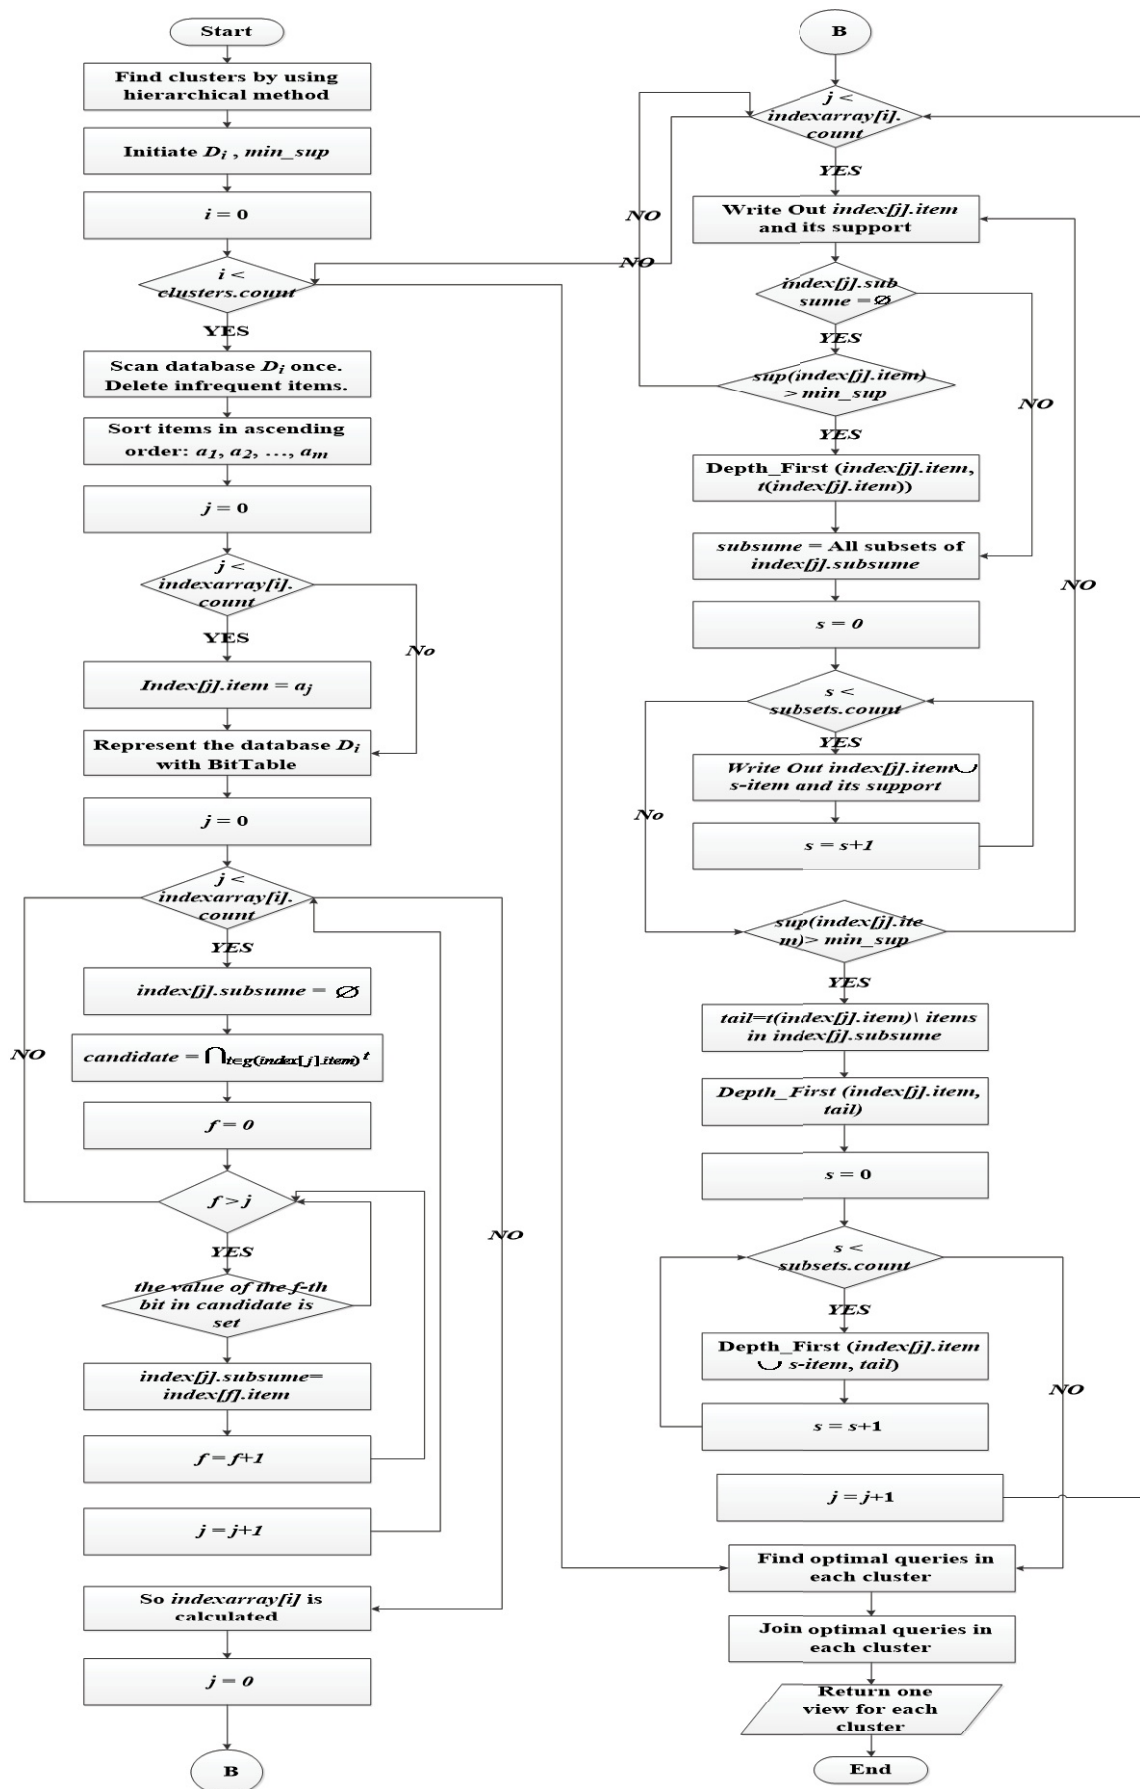 Start
Find clusters by using
hierarchical method
Initiate Dᵢ , min_sup
i = 0
i <
clusters.count
YES
Scan database Dᵢ once.
Delete infrequent items.
Sort items in ascending
order: a₁, a₂, …, aₘ
j = 0
j <
indexarray[i].
count
YES
No
Index[j].item = aⱼ
Represent the database Dᵢ
with BitTable
j = 0
j <
indexarray[i].
count
YES
index[j].subsume = ∅
NO
candidate = ⋂t∈g(index[j].item) t
f = 0
f > j
YES
NO
the value of the f-th
bit in candidate is
set
index[j].subsume=
index[f].item
f = f+1
j = j+1
So indexarray[i] is
calculated
j = 0
B
B
j <
indexarray[i].
count
YES
NO
Write Out index[j].item
and its support
NO
index[j].sub
sume = ∅
YES
NO
sup(index[j].item)
> min_sup
YES
Depth_First (index[j].item,
t(index[j].item))
subsume = All subsets of
index[j].subsume
NO
s = 0
s <
subsets.count
YES
Write Out index[j].item∪
s-item and its support
No
s = s+1
sup(index[j].ite
m)> min_sup
YES
tail=t(index[j].item)\ items
in index[j].subsume
Depth_First (index[j].item,
tail)
s = 0
s <
subsets.count
YES
Depth_First (index[j].item
∪ s-item, tail)
NO
s = s+1
j = j+1
Find optimal queries in
each cluster
Join optimal queries in
each cluster
Return one
view for each
cluster
End